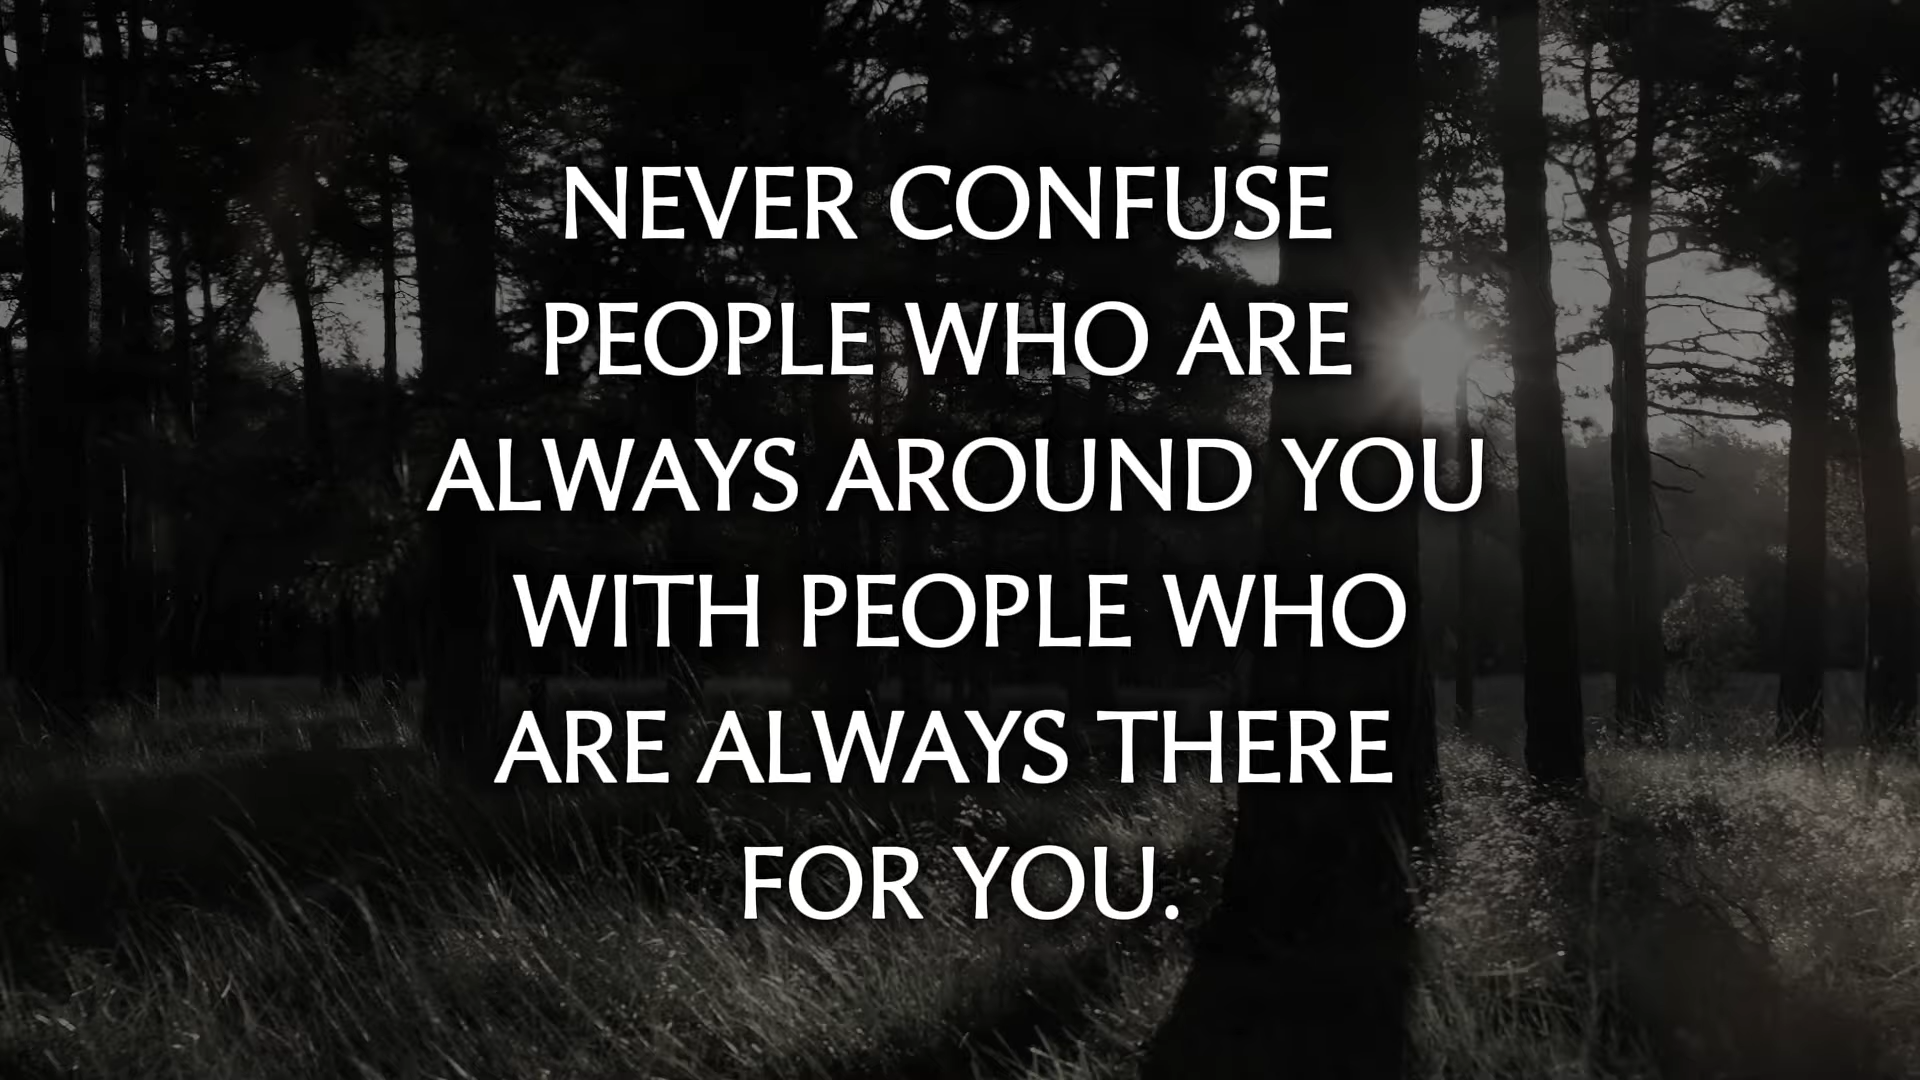 NEVER CONFUSE
PEOPLE WHO ARE
ALWAYS AROUND YOU
WITH PEOPLE WHO
ARE ALWAYS THERE
FOR YOU.